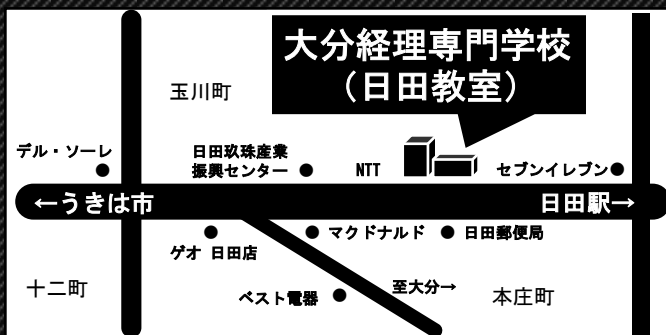 大分経理専門学校
（日田教室）
玉川町
デル・ソーレ
日田玖珠産業
振興センター
NTT
セブンイレブン
←うきは市
日田駅→
ゲオ 日田店
マクドナルド
日田郵便局
十二町
ベスト電器
至大分→
本庄町